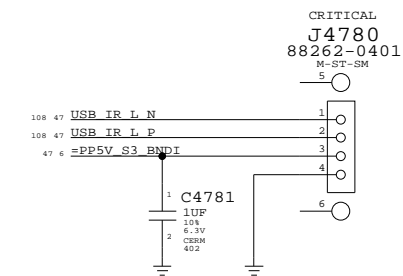 CRITICAL
J4780
88262-0401
M-ST-SM
5
108 47 USB_IR_L_N 1
108 47 USB_IR_L_P 2
47 6 =PP5V_S3_BNDI 3
4
1 C4781
1UF
10%
6.3V
2 CERM
402
6